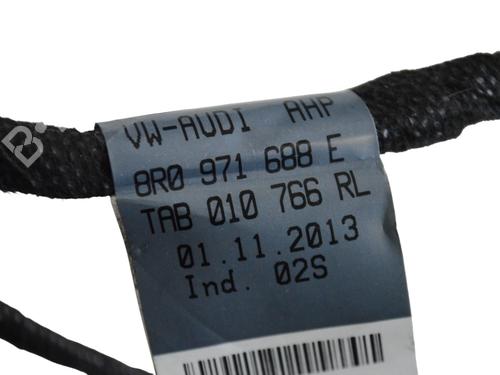 VW-AUDI AHP
8R0 971 688 E
TAB 010 766 RL
01.11.2013
Ind. 02S